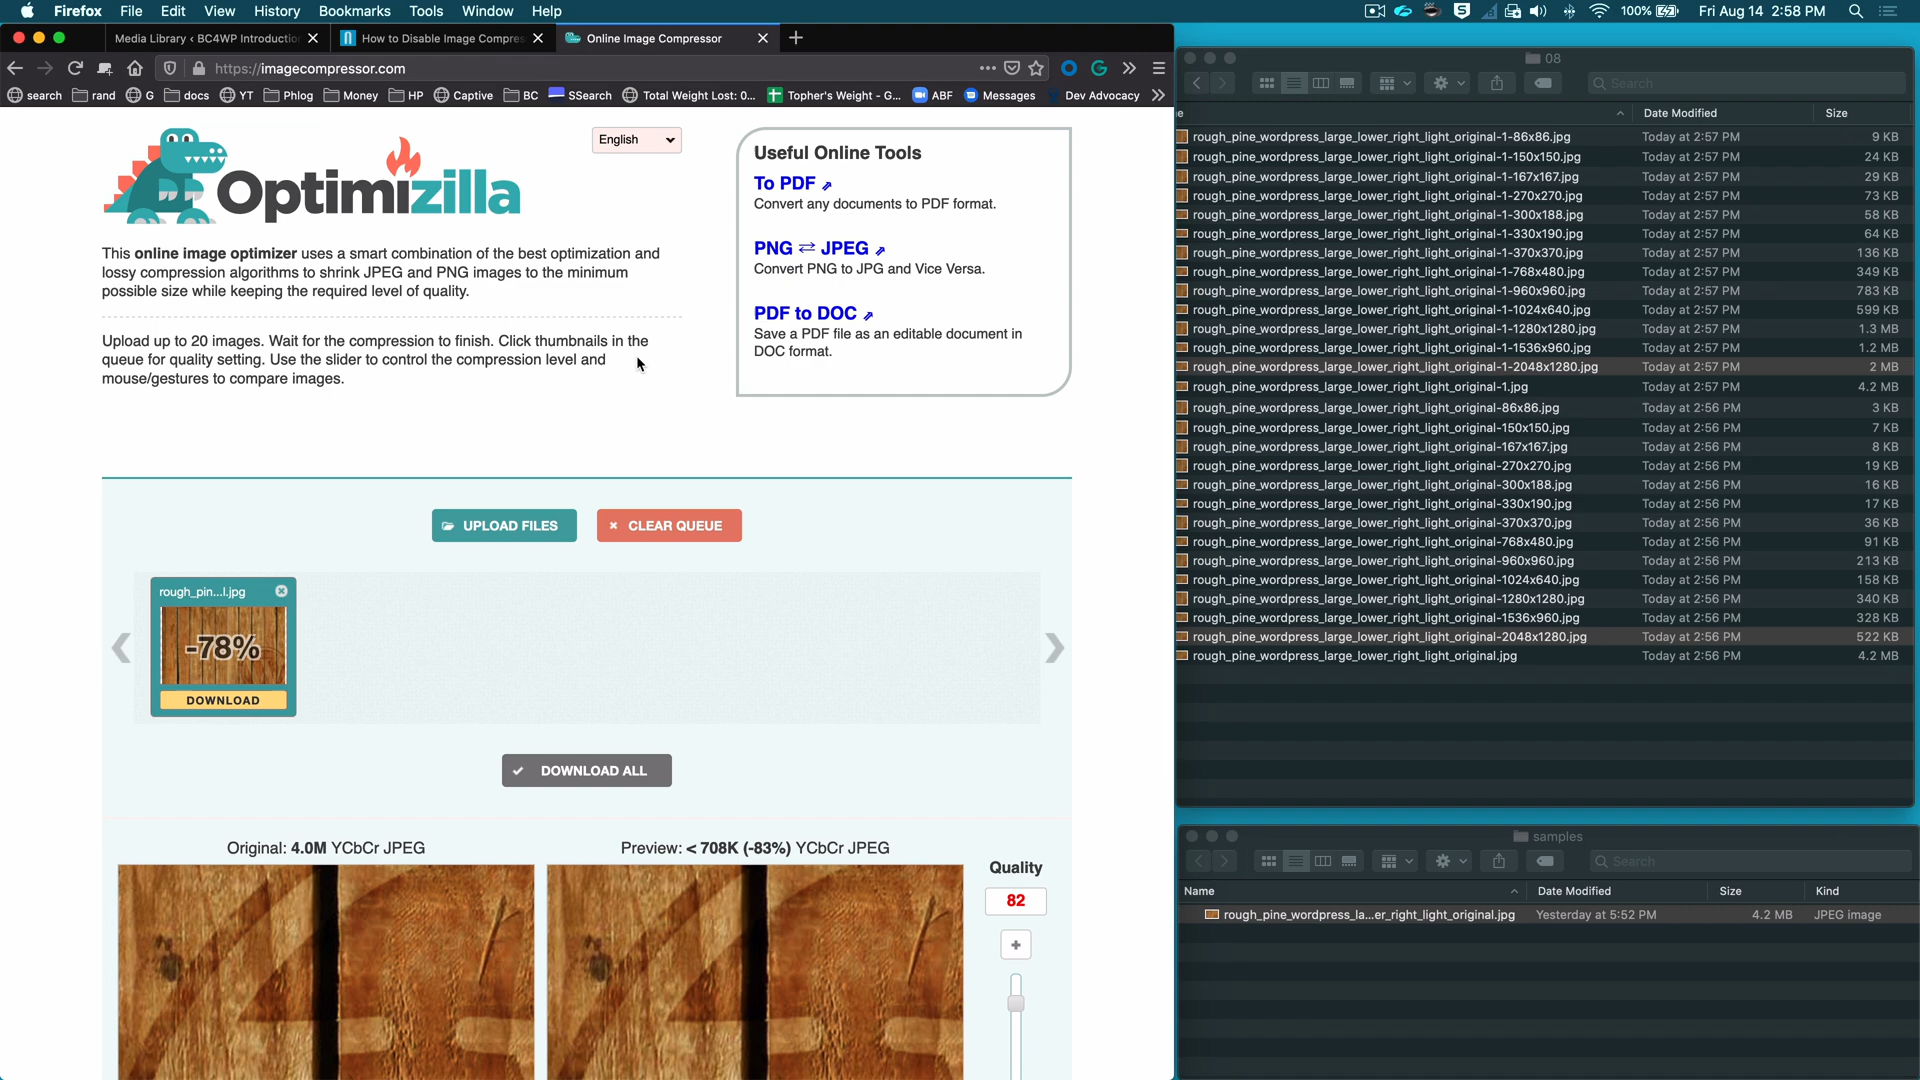 Firefox File Edit View History Bookmarks Tools Window Help
100% Fri Aug 14 2:58 PM
Media Library ‹ BC4WP Introductio
How to Disable Image Compres
Online Image Compressor
https://imagecompressor.com
search rand G docs YT Phlog Money HP Captive BC SSearch Total Weight Lost: 0... Topher's Weight - G... ABF Messages Dev Advocacy
Optimizilla
English
This online image optimizer uses a smart combination of the best optimization and
lossy compression algorithms to shrink JPEG and PNG images to the minimum
possible size while keeping the required level of quality.
Upload up to 20 images. Wait for the compression to finish. Click thumbnails in the
queue for quality setting. Use the slider to control the compression level and
mouse/gestures to compare images.
Useful Online Tools
To PDF
Convert any documents to PDF format.
PNG ⇄ JPEG
Convert PNG to JPG and Vice Versa.
PDF to DOC
Save a PDF file as an editable document in
DOC format.
UPLOAD FILES
CLEAR QUEUE
rough_pin...l.jpg
-78%
DOWNLOAD
DOWNLOAD ALL
Original: 4.0M YCbCr JPEG
Preview: < 708K (-83%) YCbCr JPEG
Quality
82
08
Search
e Date Modified Size
rough_pine_wordpress_large_lower_right_light_original-1-86x86.jpg Today at 2:57 PM 9 KB
rough_pine_wordpress_large_lower_right_light_original-1-150x150.jpg Today at 2:57 PM 24 KB
rough_pine_wordpress_large_lower_right_light_original-1-167x167.jpg Today at 2:57 PM 29 KB
rough_pine_wordpress_large_lower_right_light_original-1-270x270.jpg Today at 2:57 PM 73 KB
rough_pine_wordpress_large_lower_right_light_original-1-300x188.jpg Today at 2:57 PM 58 KB
rough_pine_wordpress_large_lower_right_light_original-1-330x190.jpg Today at 2:57 PM 64 KB
rough_pine_wordpress_large_lower_right_light_original-1-370x370.jpg Today at 2:57 PM 136 KB
rough_pine_wordpress_large_lower_right_light_original-1-768x480.jpg Today at 2:57 PM 349 KB
rough_pine_wordpress_large_lower_right_light_original-1-960x960.jpg Today at 2:57 PM 783 KB
rough_pine_wordpress_large_lower_right_light_original-1-1024x640.jpg Today at 2:57 PM 599 KB
rough_pine_wordpress_large_lower_right_light_original-1-1280x1280.jpg Today at 2:57 PM 1.3 MB
rough_pine_wordpress_large_lower_right_light_original-1-1536x960.jpg Today at 2:57 PM 1.2 MB
rough_pine_wordpress_large_lower_right_light_original-1-2048x1280.jpg Today at 2:57 PM 2 MB
rough_pine_wordpress_large_lower_right_light_original-1.jpg Today at 2:57 PM 4.2 MB
rough_pine_wordpress_large_lower_right_light_original-86x86.jpg Today at 2:56 PM 3 KB
rough_pine_wordpress_large_lower_right_light_original-150x150.jpg Today at 2:56 PM 7 KB
rough_pine_wordpress_large_lower_right_light_original-167x167.jpg Today at 2:56 PM 8 KB
rough_pine_wordpress_large_lower_right_light_original-270x270.jpg Today at 2:56 PM 19 KB
rough_pine_wordpress_large_lower_right_light_original-300x188.jpg Today at 2:56 PM 16 KB
rough_pine_wordpress_large_lower_right_light_original-330x190.jpg Today at 2:56 PM 17 KB
rough_pine_wordpress_large_lower_right_light_original-370x370.jpg Today at 2:56 PM 36 KB
rough_pine_wordpress_large_lower_right_light_original-768x480.jpg Today at 2:56 PM 91 KB
rough_pine_wordpress_large_lower_right_light_original-960x960.jpg Today at 2:56 PM 213 KB
rough_pine_wordpress_large_lower_right_light_original-1024x640.jpg Today at 2:56 PM 158 KB
rough_pine_wordpress_large_lower_right_light_original-1280x1280.jpg Today at 2:56 PM 340 KB
rough_pine_wordpress_large_lower_right_light_original-1536x960.jpg Today at 2:56 PM 328 KB
rough_pine_wordpress_large_lower_right_light_original-2048x1280.jpg Today at 2:56 PM 522 KB
rough_pine_wordpress_large_lower_right_light_original.jpg Today at 2:56 PM 4.2 MB
samples
Search
Name Date Modified Size Kind
rough_pine_wordpress_la...er_right_light_original.jpg Yesterday at 5:52 PM 4.2 MB JPEG image